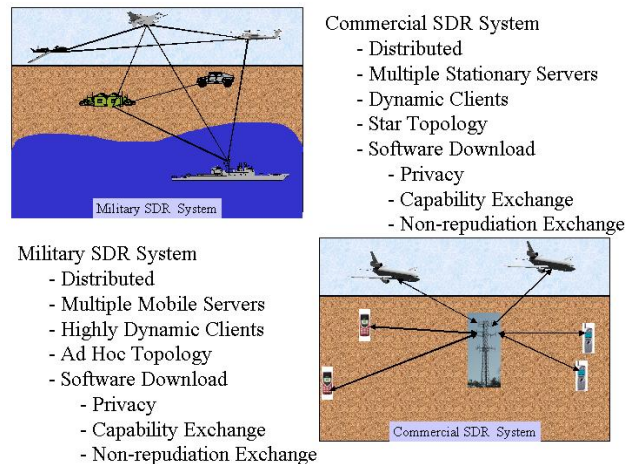 Military SDR System
Commercial SDR System
- Distributed
- Multiple Stationary Servers
- Dynamic Clients
- Star Topology
- Software Download
- Privacy
- Capability Exchange
- Non-repudiation Exchange
Military SDR System
- Distributed
- Multiple Mobile Servers
- Highly Dynamic Clients
- Ad Hoc Topology
- Software Download
- Privacy
- Capability Exchange
- Non-repudiation Exchange
Commercial SDR System